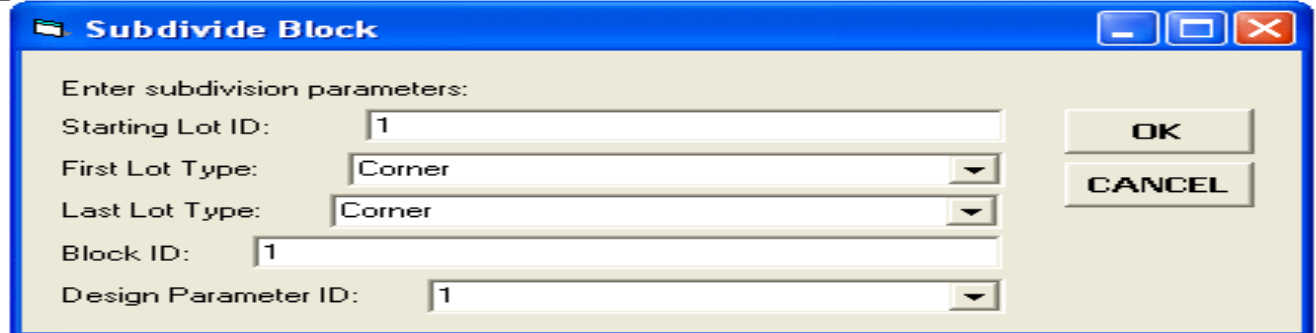 Subdivide Block
Enter subdivision parameters:
Starting Lot ID: 1
OK
First Lot Type: Corner
CANCEL
Last Lot Type: Corner
Block ID: 1
Design Parameter ID: 1